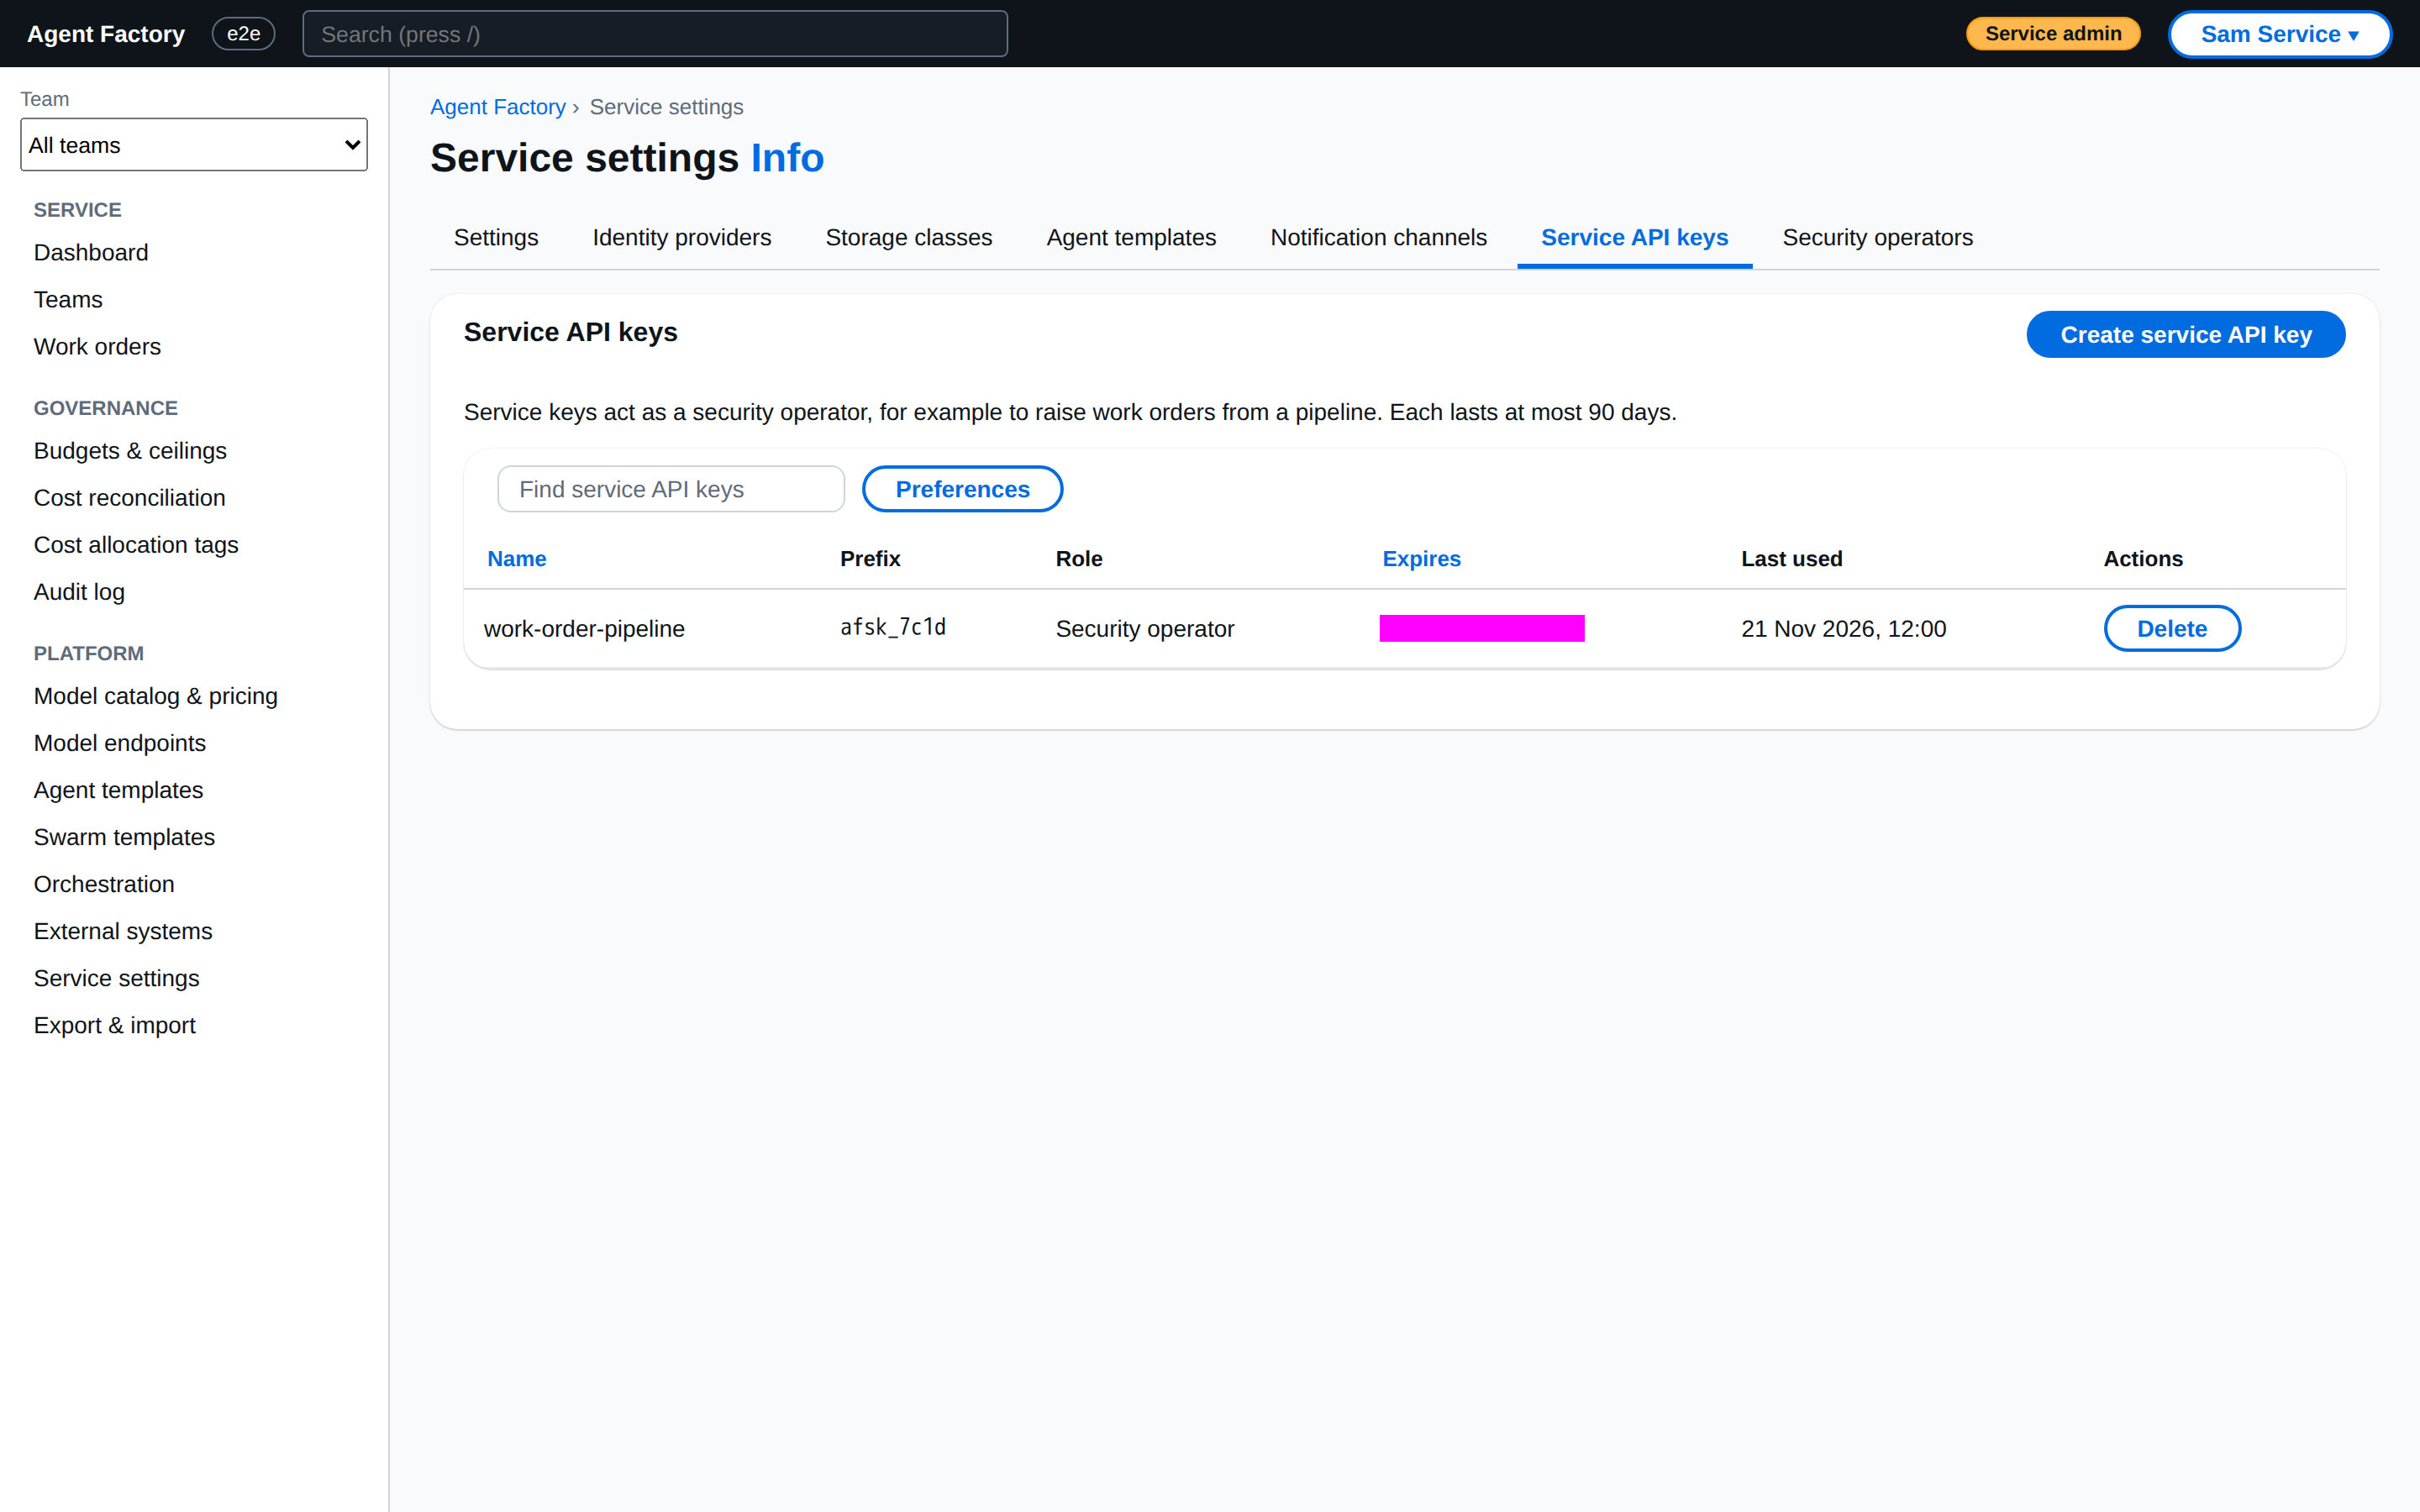 Agent Factory
e2e
Search (press /)
Service admin
Sam Service ▾
Team
All teams
SERVICE
Dashboard
Teams
Work orders
GOVERNANCE
Budgets & ceilings
Cost reconciliation
Cost allocation tags
Audit log
PLATFORM
Model catalog & pricing
Model endpoints
Agent templates
Swarm templates
Orchestration
External systems
Service settings
Export & import
Agent Factory › Service settings
Service settings Info
Settings Identity providers Storage classes Agent templates Notification channels Service API keys Security operators
Service API keys
Create service API key
Service keys act as a security operator, for example to raise work orders from a pipeline. Each lasts at most 90 days.
Find service API keys
Preferences
Name Prefix Role Expires Last used Actions
work-order-pipeline afsk_7c1d Security operator 21 Nov 2026, 12:00 Delete